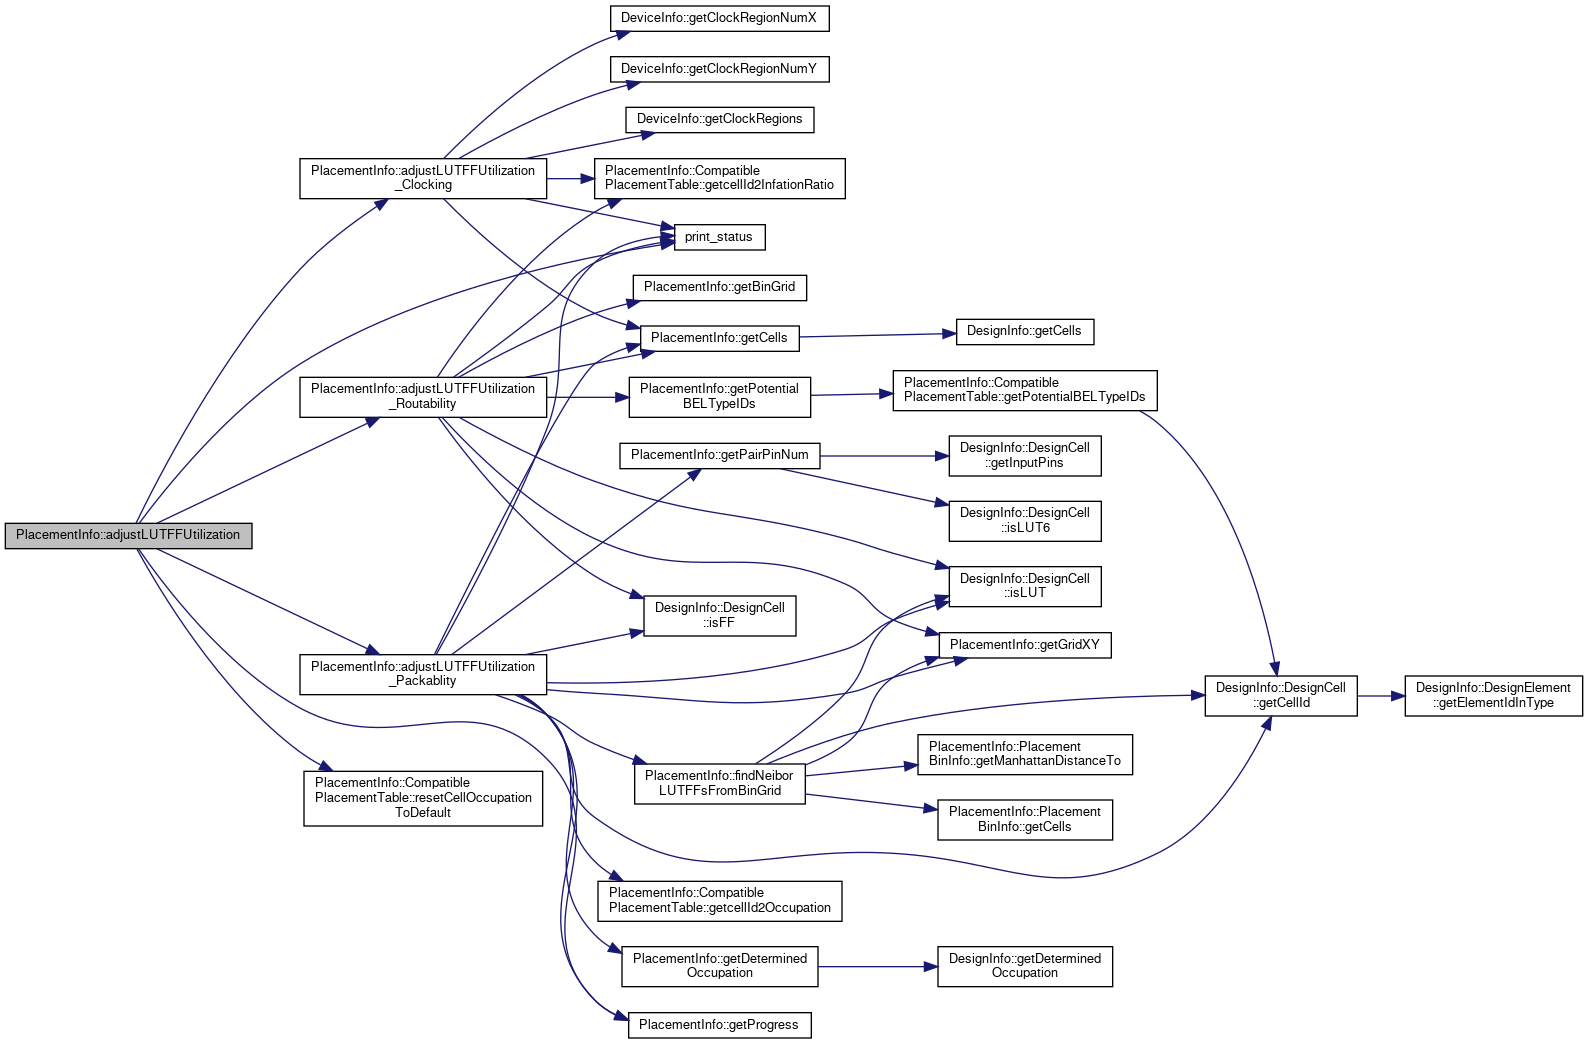 DeviceInfo::getClockRegionNumX
DeviceInfo::getClockRegionNumY
DeviceInfo::getClockRegions
PlacementInfo::adjustLUTFFUtilization
_Clocking
PlacementInfo::Compatible
PlacementTable::getcellId2InfationRatio
print_status
PlacementInfo::getBinGrid
PlacementInfo::getCells
DesignInfo::getCells
PlacementInfo::adjustLUTFFUtilization
_Routability
PlacementInfo::getPotential
BELTypeIDs
PlacementInfo::Compatible
PlacementTable::getPotentialBELTypeIDs
PlacementInfo::getPairPinNum
DesignInfo::DesignCell
::getInputPins
DesignInfo::DesignCell
::isLUT6
PlacementInfo::adjustLUTFFUtilization
DesignInfo::DesignCell
::isLUT
DesignInfo::DesignCell
::isFF
PlacementInfo::getGridXY
PlacementInfo::adjustLUTFFUtilization
_Packablity
DesignInfo::DesignCell
::getCellId
DesignInfo::DesignElement
::getElementIdInType
PlacementInfo::Placement
BinInfo::getManhattanDistanceTo
PlacementInfo::findNeibor
LUTFFsFromBinGrid
PlacementInfo::Compatible
PlacementTable::resetCellOccupation
ToDefault
PlacementInfo::Placement
BinInfo::getCells
PlacementInfo::Compatible
PlacementTable::getcellId2Occupation
PlacementInfo::getDetermined
Occupation
DesignInfo::getDetermined
Occupation
PlacementInfo::getProgress